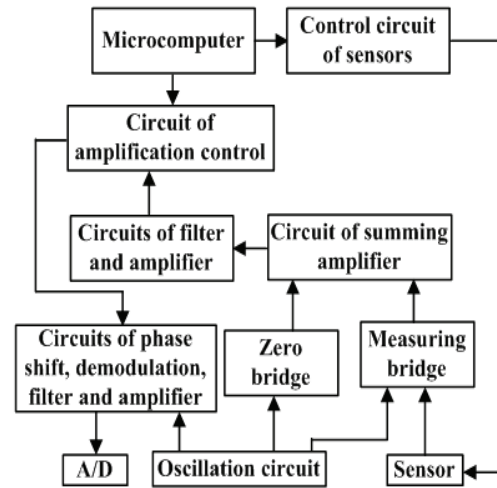 Microcomputer
Control circuit
of sensors
Circuit of
amplification control
Circuits of filter
and amplifier
Circuit of summing
amplifier
Circuits of phase
shift, demodulation,
filter and amplifier
Zero
bridge
Measuring
bridge
A/D
Oscillation circuit
Sensor